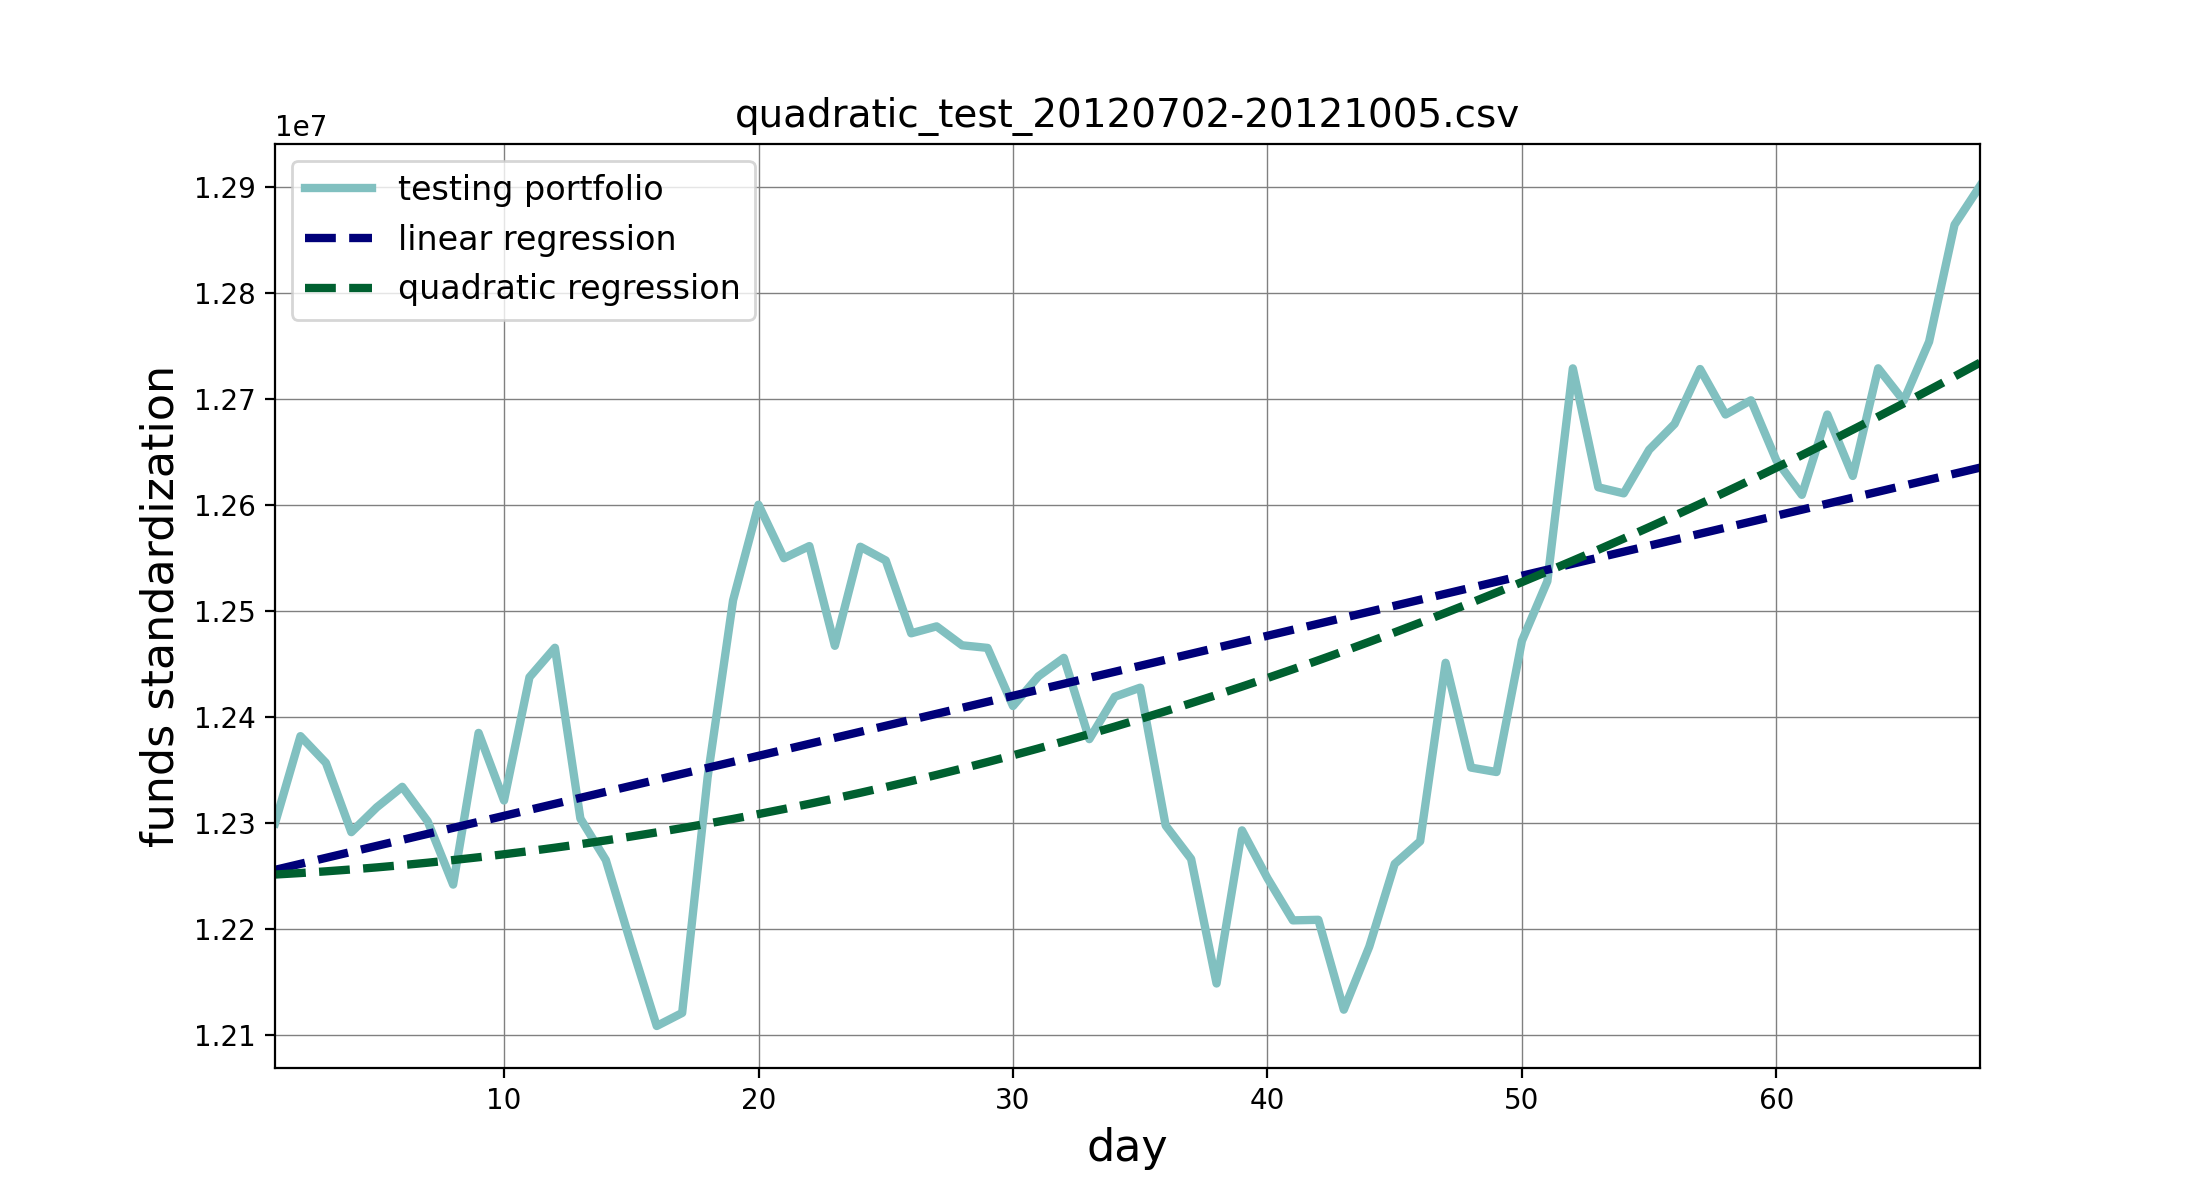 quadratic_test_20120702-20121005.csv
1e7
testing portfolio
linear regression
quadratic regression
1.29
1.28
1.27
1.26
1.25
1.24
1.23
1.22
1.21
funds standardization
10 20 30 40 50 60
day